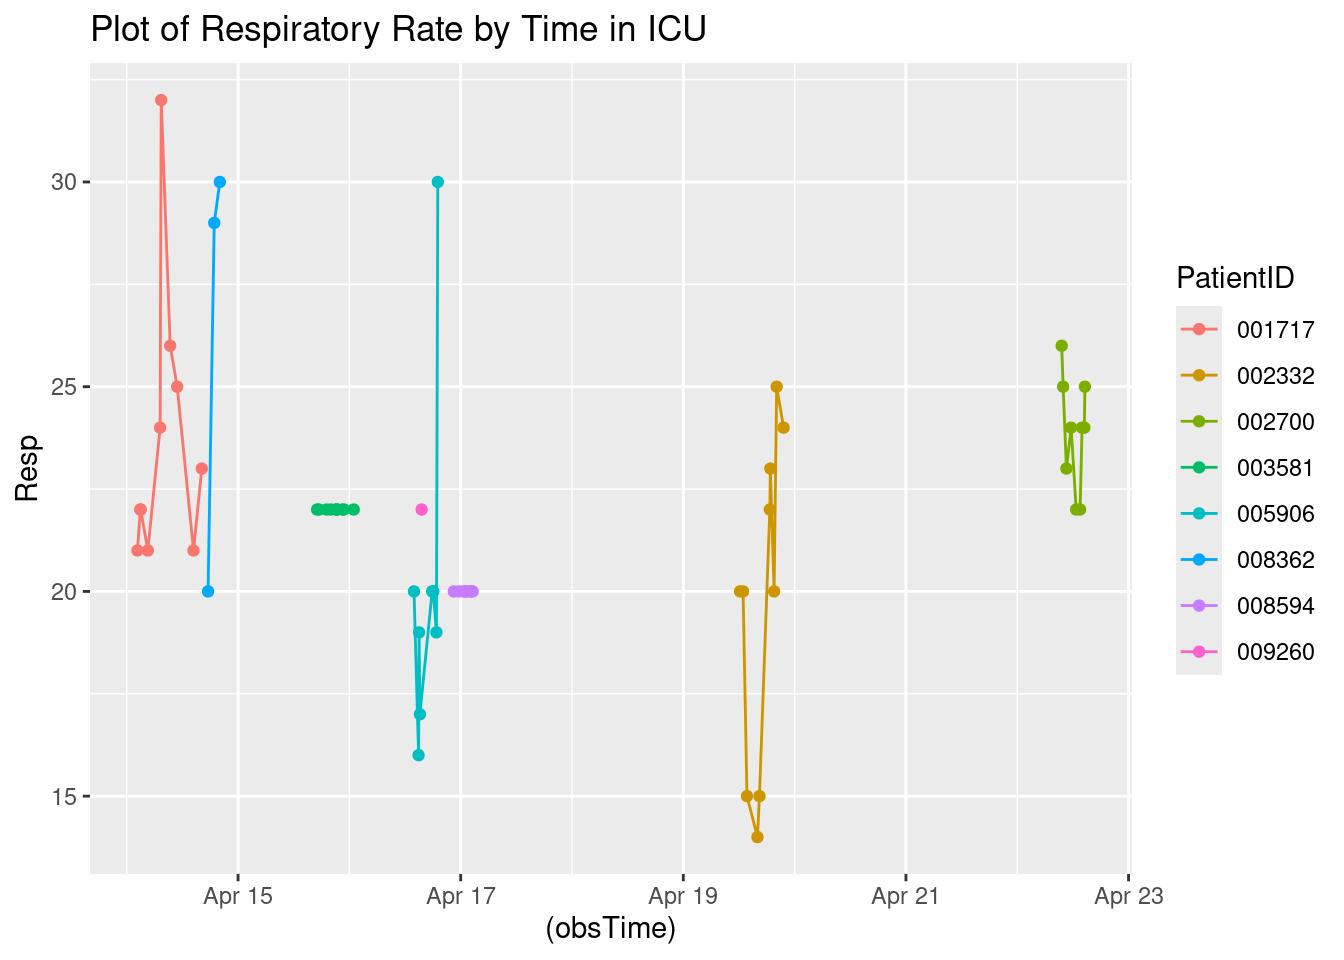 Plot of Respiratory Rate by Time in ICU
Resp
30
25
20
15
Apr 15
Apr 17
Apr 19
Apr 21
Apr 23
(obsTime)
PatientID
001717
002332
002700
003581
005906
008362
008594
009260